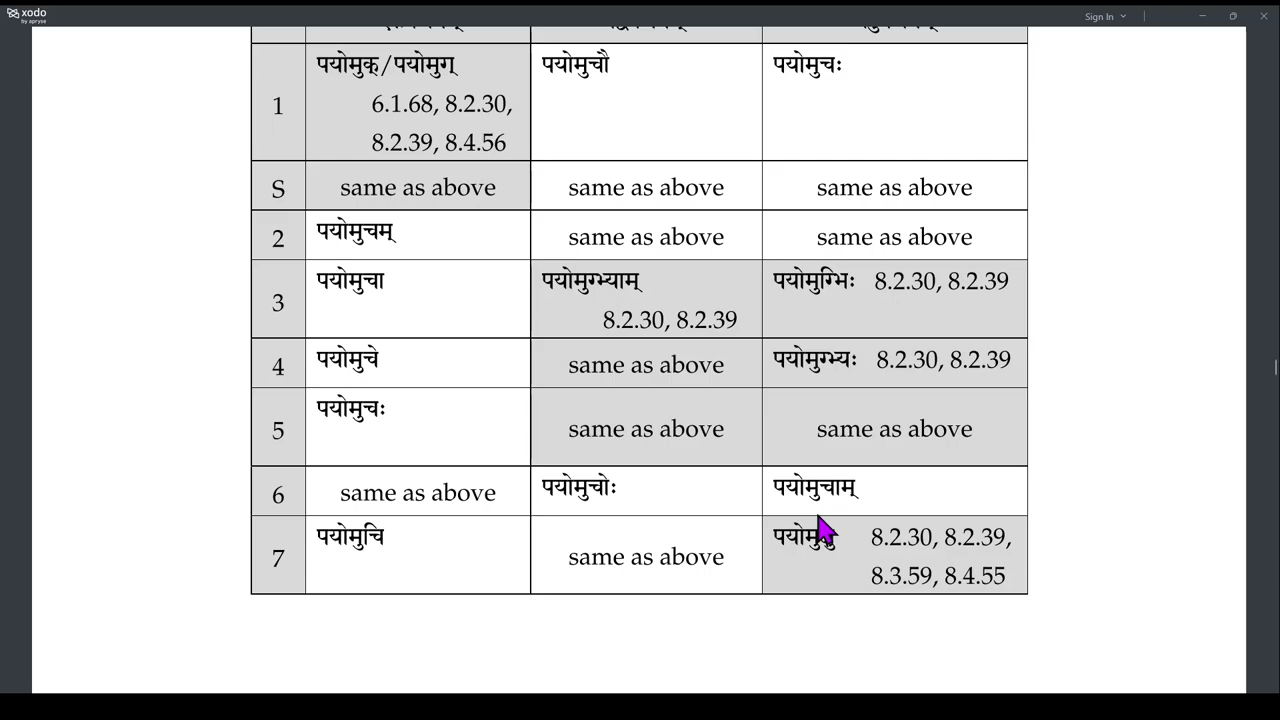 xodo
by apryse
Sign In
पयोमुक्/पयोमुग् पयोमुचौ पयोमुचः
1
6.1.68, 8.2.30,
8.2.39, 8.4.56
S same as above same as above same as above
2 पयोमुचम् same as above same as above
3 पयोमुचा पयोमुग्भ्याम् पयोमुग्भिः 8.2.30, 8.2.39
8.2.30, 8.2.39
4 पयोमुचे same as above पयोमुग्भ्यः 8.2.30, 8.2.39
5 पयोमुचः same as above same as above
6 same as above पयोमुचोः पयोमुचाम्
7 पयोमुचि same as above 8.2.30, 8.2.39,
8.3.59, 8.4.55